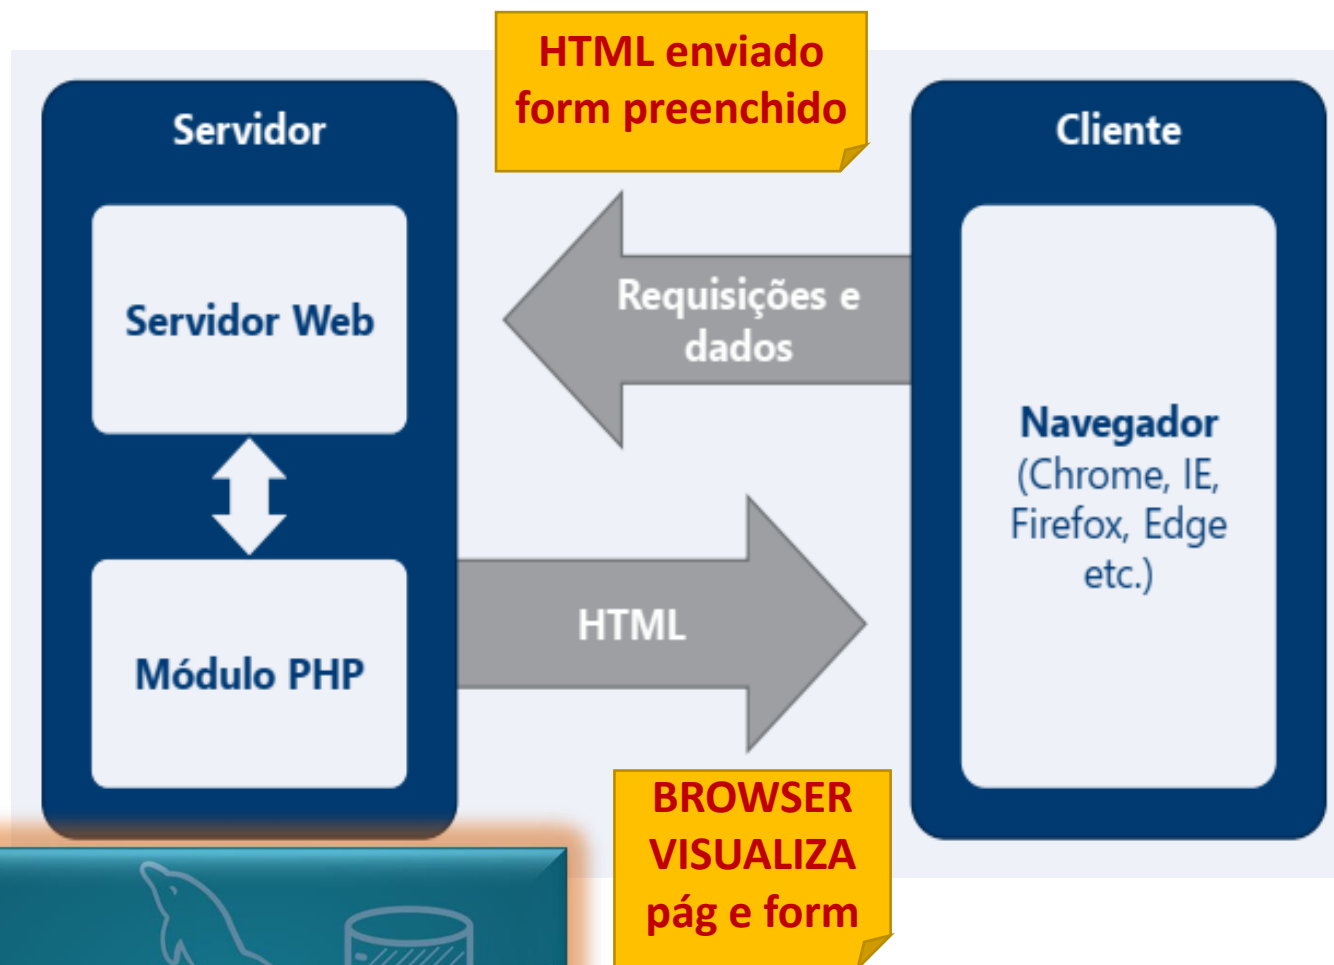 HTML enviado
form preenchido
Servidor
Cliente
Servidor Web
Requisições e
dados
Navegador
(Chrome, IE,
Firefox, Edge
etc.)
HTML
Módulo PHP
BROWSER
VISUALIZA
pág e form